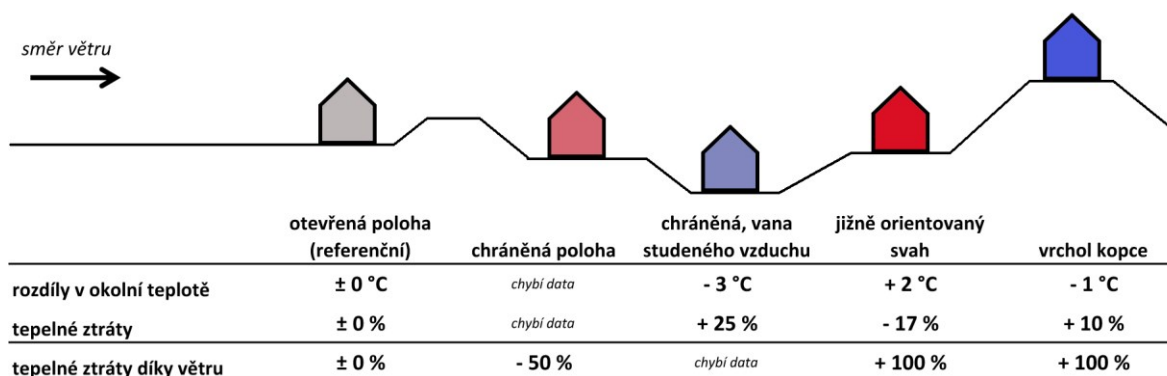 směr větru
otevřená poloha
(referenční)
chráněná poloha
chráněná, vana
studeného vzduchu
jižně orientovaný
svah
vrchol kopce
rozdíly v okolní teplotě ± 0 °C chybí data - 3 °C + 2 °C - 1 °C
tepelné ztráty ± 0 % chybí data + 25 % - 17 % + 10 %
tepelné ztráty díky větru ± 0 % - 50 % chybí data + 100 % + 100 %